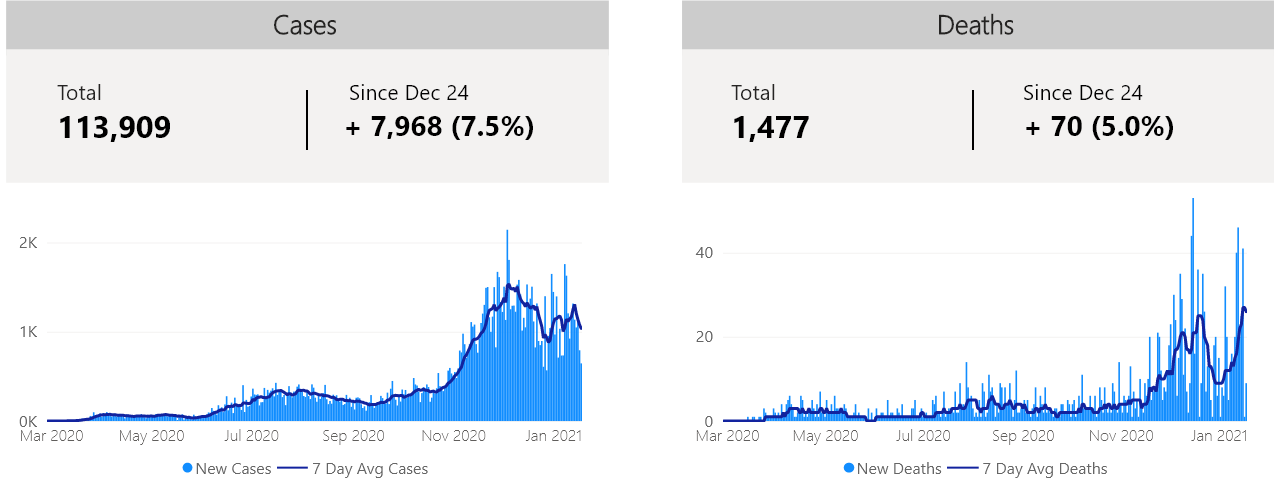 Cases
Total
113,909
Since Dec 24
+ 7,968 (7.5%)
2K
1K
0K
Mar 2020 May 2020 Jul 2020 Sep 2020 Nov 2020 Jan 2021
New Cases 7 Day Avg Cases
Deaths
Total
1,477
Since Dec 24
+ 70 (5.0%)
40
20
0
Mar 2020 May 2020 Jul 2020 Sep 2020 Nov 2020 Jan 2021
New Deaths 7 Day Avg Deaths